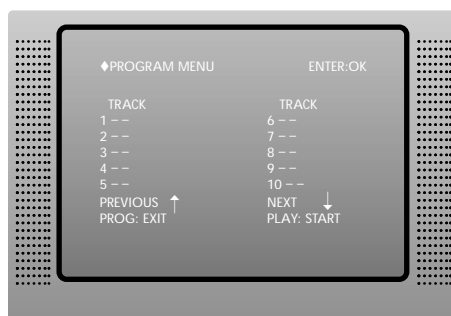 ♦PROGRAM MENU ENTER:OK
TRACK TRACK
1 – – 6 – –
2 – – 7 – –
3 – – 8 – –
4 – – 9 – –
5 – – 10 – –
PREVIOUS ↑ NEXT ↓
PROG: EXIT PLAY: START